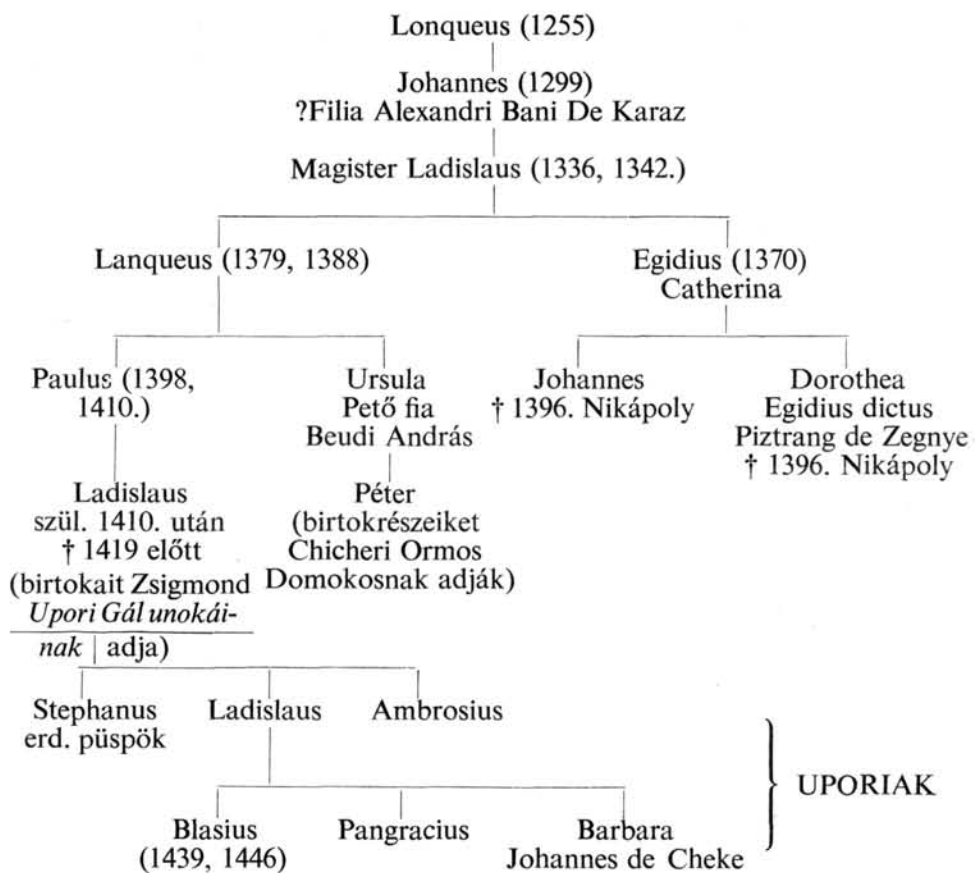 Lonqueus (1255)
Johannes (1299)
?Filia Alexandri Bani De Karaz
Magister Ladislaus (1336, 1342.)
Lanqueus (1379, 1388)
Egidius (1370)
Catherina
Paulus (1398,
1410.)
Ursula
Pető fia
Beudi András
Johannes
† 1396. Nikápoly
Dorothea
Egidius dictus
Piztrang de Zegnye
† 1396. Nikápoly
Ladislaus
szül. 1410. után
† 1419 előtt
(birtokait Zsigmond
Upori Gál unokái-
nak adja)
Péter
(birtokrészeiket
Chicheri Ormos
Domokosnak adják)
Stephanus
erd. püspök
Ladislaus
Ambrosius
UPORIAK
Blasius
(1439, 1446)
Pangracius
Barbara
Johannes de Cheke